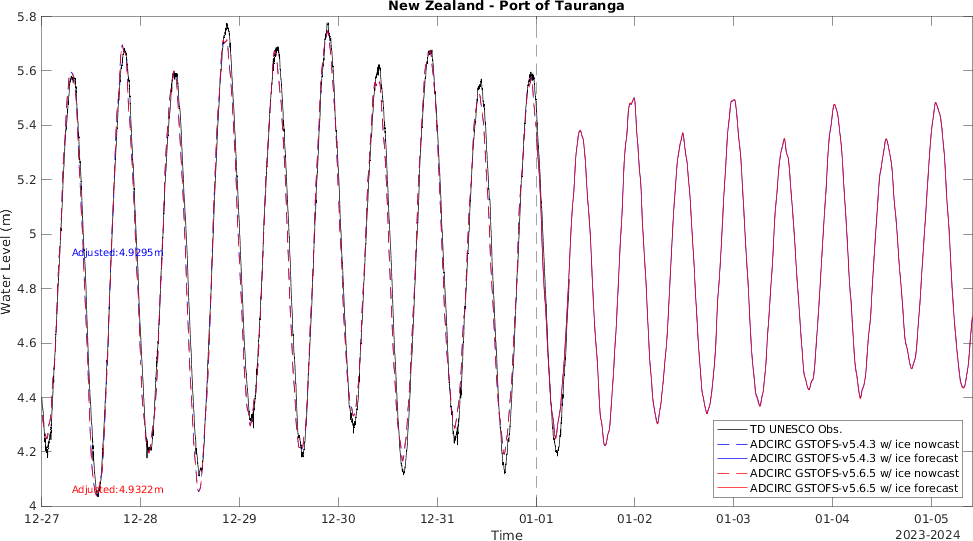 New Zealand - Port of Tauranga
5.8
5.6
5.4
5.2
5
4.8
4.6
4.4
4.2
4
Water Level (m)
Adjusted:4.9295m
Adjusted:4.9322m
TD UNESCO Obs.
ADCIRC GSTOFS-v5.4.3 w/ ice nowcast
ADCIRC GSTOFS-v5.4.3 w/ ice forecast
ADCIRC GSTOFS-v5.6.5 w/ ice nowcast
ADCIRC GSTOFS-v5.6.5 w/ ice forecast
12-27 12-28 12-29 12-30 12-31 01-01 01-02 01-03 01-04 01-05
Time
2023-2024